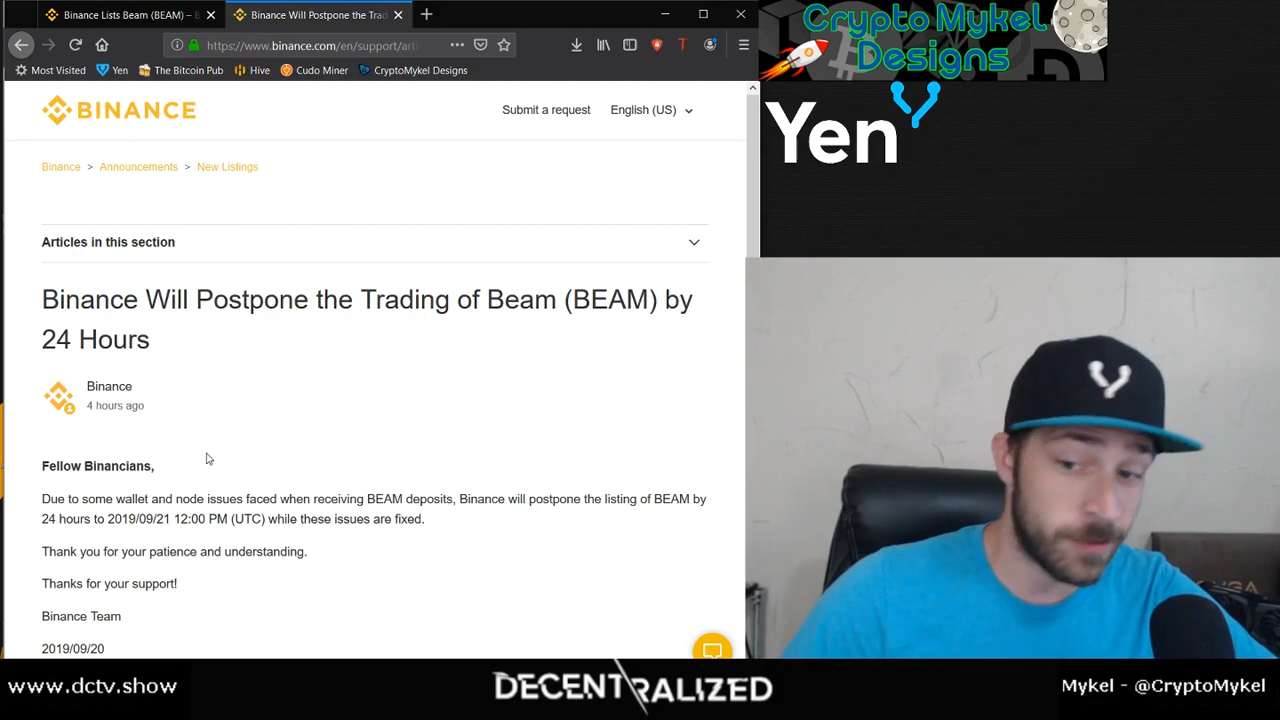 Binance Lists Beam (BEAM) – B
Binance Will Postpone the Trad
https://www.binance.com/en/support/arti
Most Visited
Yen
The Bitcoin Pub
Hive
Cudo Miner
CryptoMykel Designs
BINANCE
Submit a request
English (US)
Binance > Announcements > New Listings
Articles in this section
Binance Will Postpone the Trading of Beam (BEAM) by
24 Hours
Binance
4 hours ago
Fellow Binancians,
Due to some wallet and node issues faced when receiving BEAM deposits, Binance will postpone the listing of BEAM by
24 hours to 2019/09/21 12:00 PM (UTC) while these issues are fixed.
Thank you for your patience and understanding.
Thanks for your support!
Binance Team
2019/09/20
Crypto Mykel
Designs
Yen
www.dctv.show
DECENTRALIZED
Mykel - @CryptoMykel